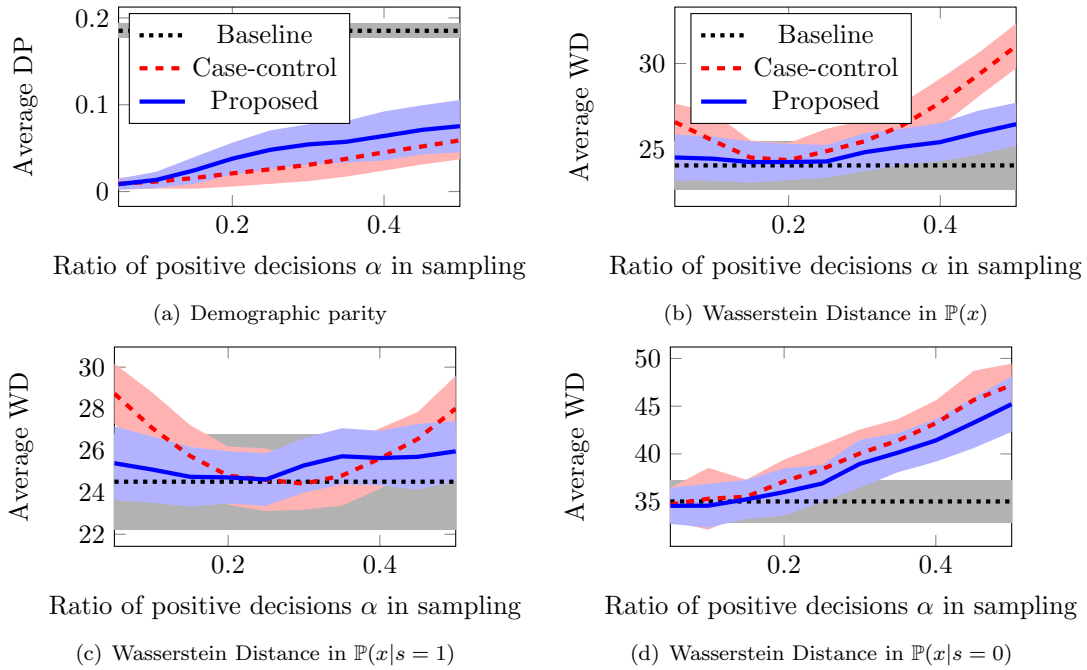 0.2
0.1
0
Average DP
Baseline
Case-control
Proposed
0.2
0.4
Ratio of positive decisions α in sampling
(a) Demographic parity
30
25
Average WD
Baseline
Case-control
Proposed
0.2
0.4
Ratio of positive decisions α in sampling
(b) Wasserstein Distance in ℙ(x)
30
28
26
24
22
Average WD
0.2
0.4
Ratio of positive decisions α in sampling
(c) Wasserstein Distance in ℙ(x|s = 1)
50
45
40
35
Average WD
0.2
0.4
Ratio of positive decisions α in sampling
(d) Wasserstein Distance in ℙ(x|s = 0)